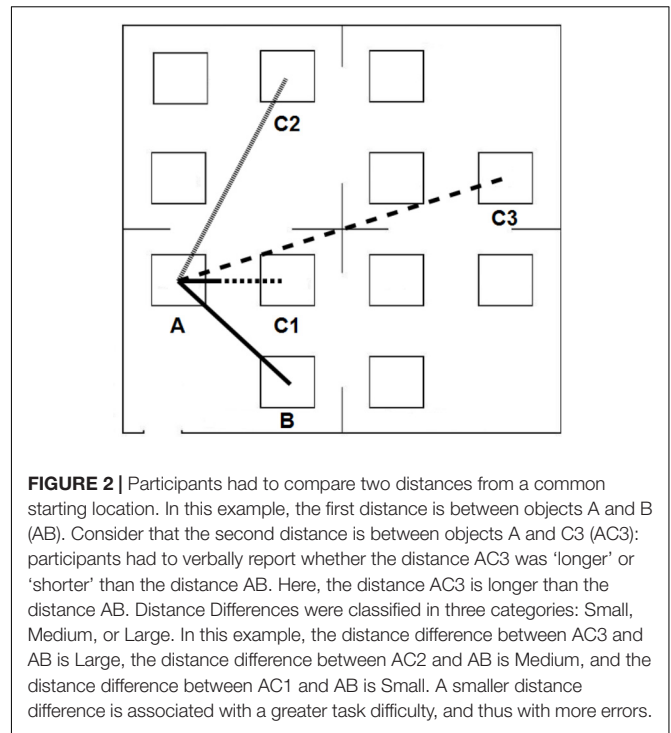 C2
C3
A
C1
B
FIGURE 2 | Participants had to compare two distances from a common
starting location. In this example, the first distance is between objects A and B
(AB). Consider that the second distance is between objects A and C3 (AC3):
participants had to verbally report whether the distance AC3 was ‘longer’ or
‘shorter’ than the distance AB. Here, the distance AC3 is longer than the
distance AB. Distance Differences were classified in three categories: Small,
Medium, or Large. In this example, the distance difference between AC3 and
AB is Large, the distance difference between AC2 and AB is Medium, and the
distance difference between AC1 and AB is Small. A smaller distance
difference is associated with a greater task difficulty, and thus with more errors.